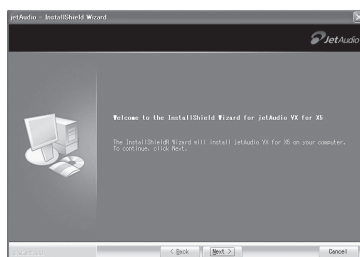 jetAudio - InstallShield Wizard
JetAudio
Welcome to the InstallShield Wizard for jetAudio VX for X5
The InstallShieldR Wizard will install jetAudio VX for X5 on your computer.
To continue, click Next.
InstallShield
< Back
Next >
Cancel